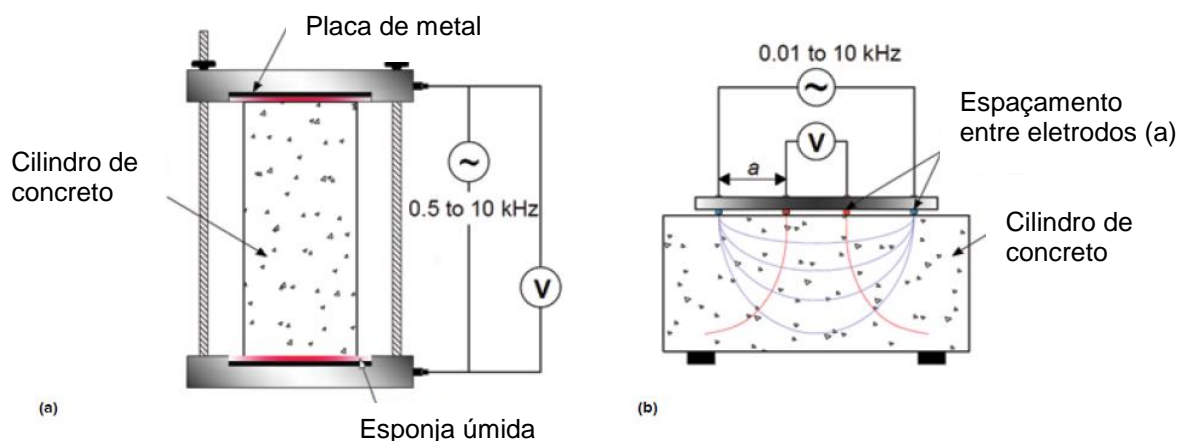 Placa de metal
Cilindro de
concreto
0.5 to 10 kHz
V
(a)
Esponja úmida
0.01 to 10 kHz
V
a
Espaçamento
entre eletrodos (a)
Cilindro de
concreto
(b)